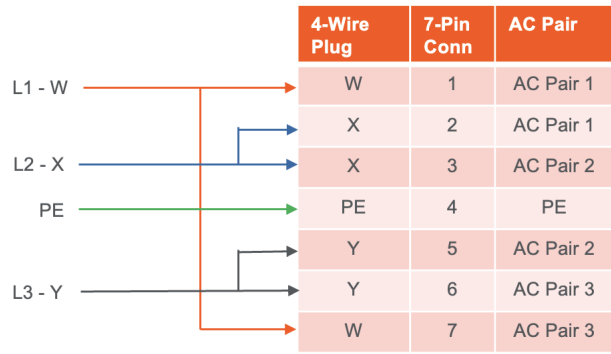 4-Wire Plug 7-Pin Conn AC Pair
L1 - W W 1 AC Pair 1
X 2 AC Pair 1
L2 - X X 3 AC Pair 2
PE PE 4 PE
Y 5 AC Pair 2
L3 - Y Y 6 AC Pair 3
W 7 AC Pair 3